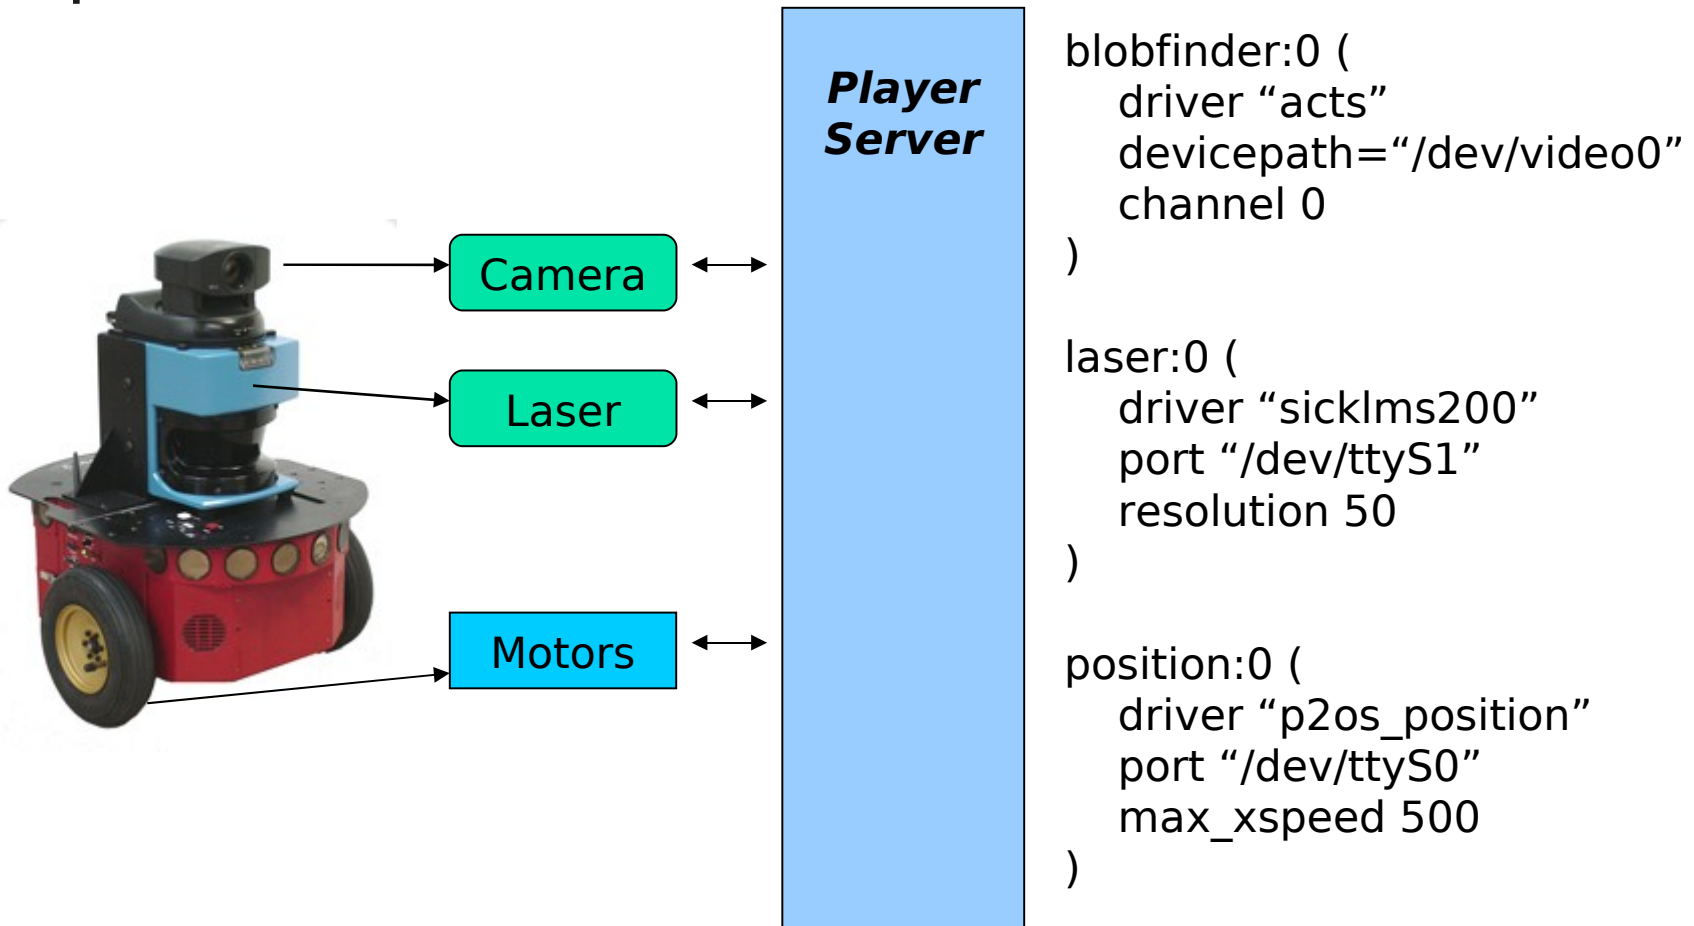 Player
Server
Camera
Laser
Motors
blobfinder:0 (
driver “acts”
devicepath=“/dev/video0”
channel 0
)
laser:0 (
driver “sicklms200”
port “/dev/ttyS1”
resolution 50
)
position:0 (
driver “p2os_position”
port “/dev/ttyS0”
max_xspeed 500
)